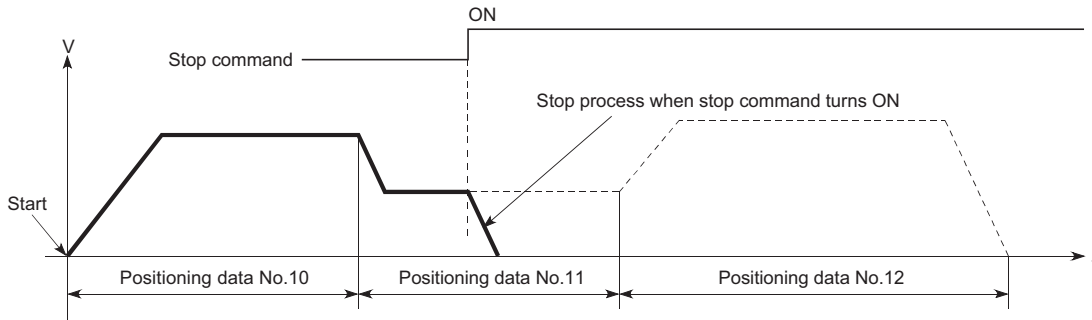 ON
V
Stop command
Stop process when stop command turns ON
Start
Positioning data No.10
Positioning data No.11
Positioning data No.12